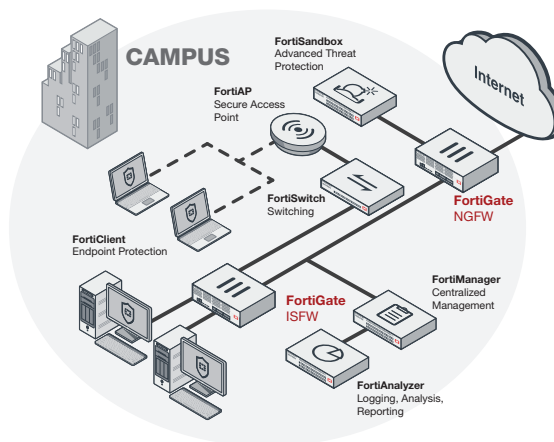 CAMPUS
FortiSandbox
Advanced Threat
Protection
Internet
FortiAP
Secure Access
Point
FortiSwitch
Switching
FortiGate
NGFW
FortiClient
Endpoint Protection
FortiGate
ISFW
FortiManager
Centralized
Management
FortiAnalyzer
Logging, Analysis,
Reporting